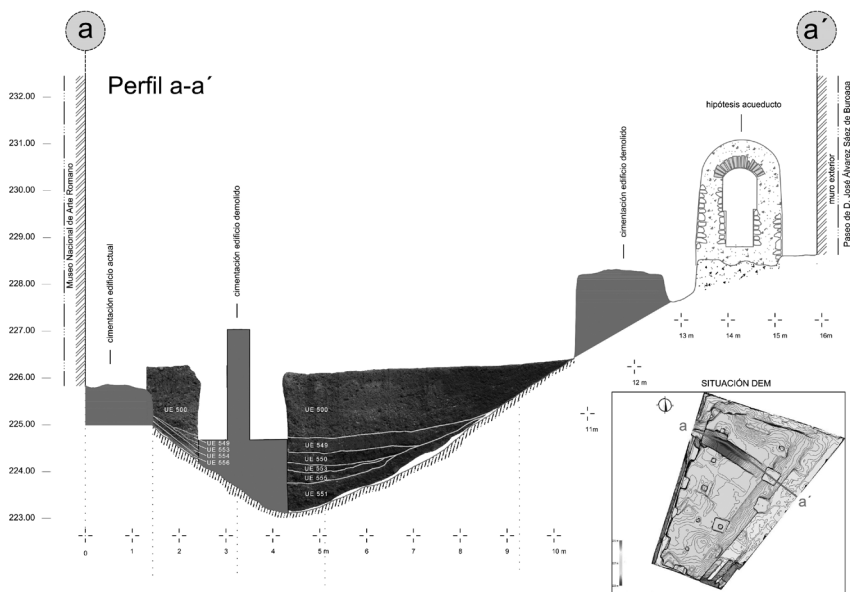 a
a´
Perfil a-a´
232.00
231.00
230.00
229.00
228.00
227.00
226.00
225.00
224.00
223.00
Museo Nacional de Arte Romano
cimentación edificio actual
cimentación edificio demolido
cimentación edificio demolido
hipótesis acueducto
muro exterior
Paseo de D. José Álvarez Sáez de Buroaga
UE 500
UE 549
UE 553
UE 554
UE 556
UE 500
UE 549
UE 550
UE 553
UE 555
UE 551
13 m
14 m
15 m
16m
12 m
11m
0
1
2
3
4
5 m
6
7
8
9
10 m
SITUACIÓN DEM
a
a´